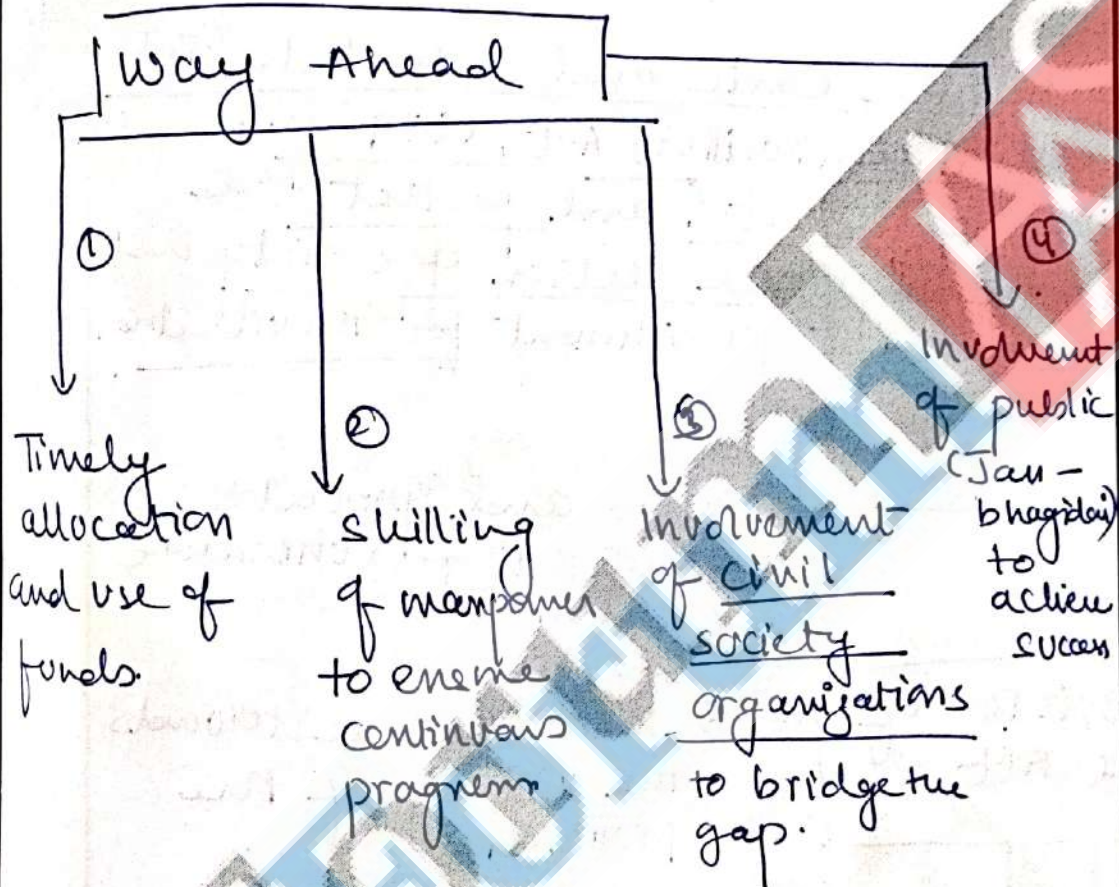 Way Ahead
①
Timely
allocation
and use of
funds.
②
skilling
of manpower
to ensure
continuous
progress
③
Involvement
of civil
society
organizations
to bridge the
gap.
④
Involvement
of public
(Jan-
bhagidari)
to
achieve
success